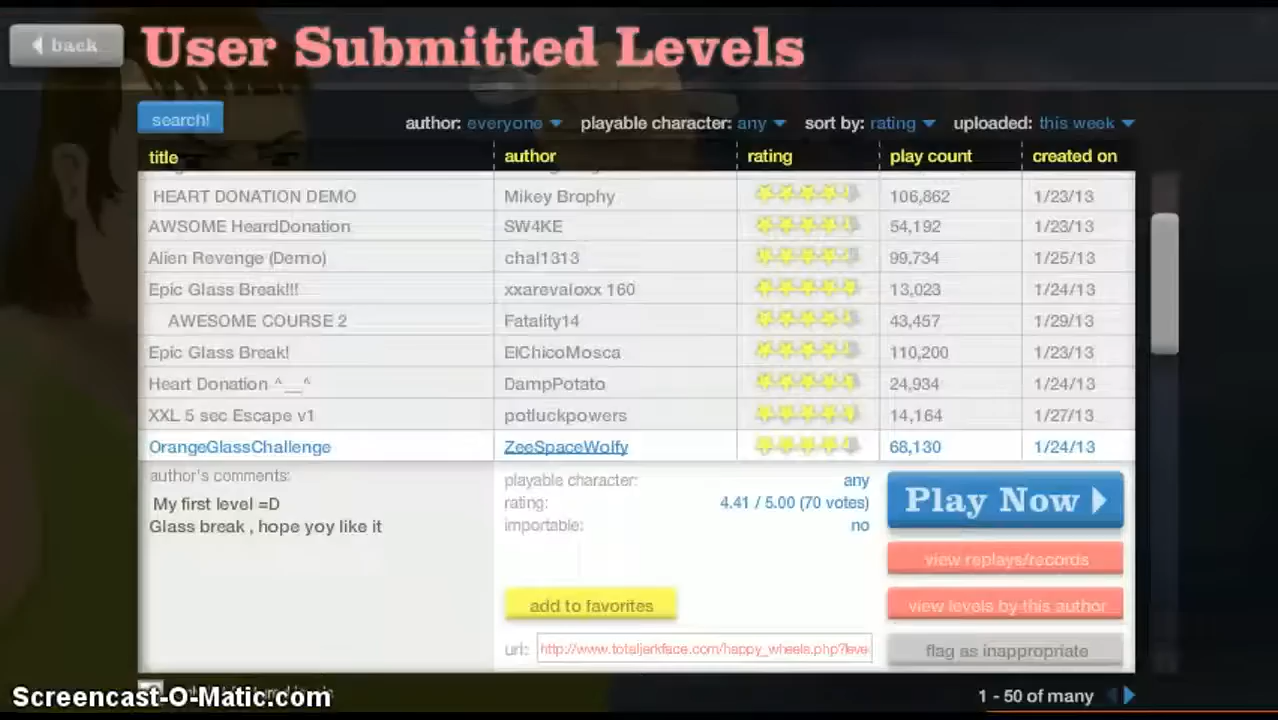 back
User Submitted Levels
search!
author: everyone playable character: any sort by: rating uploaded: this week
title author rating play count created on
HEART DONATION DEMO Mikey Brophy 106,862 1/23/13
AWSOME HeardDonation SW4KE 54,192 1/23/13
Alien Revenge (Demo) chal1313 99,734 1/25/13
Epic Glass Break!!! xxarevaloxx 160 13,023 1/24/13
AWESOME COURSE 2 Fatality14 43,457 1/29/13
Epic Glass Break! ElChicoMosca 110,200 1/23/13
Heart Donation ^__^ DampPotato 24,934 1/24/13
XXL 5 sec Escape v1 potluckpowers 14,164 1/27/13
OrangeGlassChallenge ZeeSpaceWolfy 68,130 1/24/13
author's comments:
My first level =D
Glass break , hope yoy like it
playable character: any
rating: 4.41 / 5.00 (70 votes)
importable: no
add to favorites
url: http://www.totaljerkface.com/happy_wheels.php?leve
Play Now
view replays/records
view levels by this author
flag as inappropriate
Screencast-O-Matic.com
1 - 50 of many